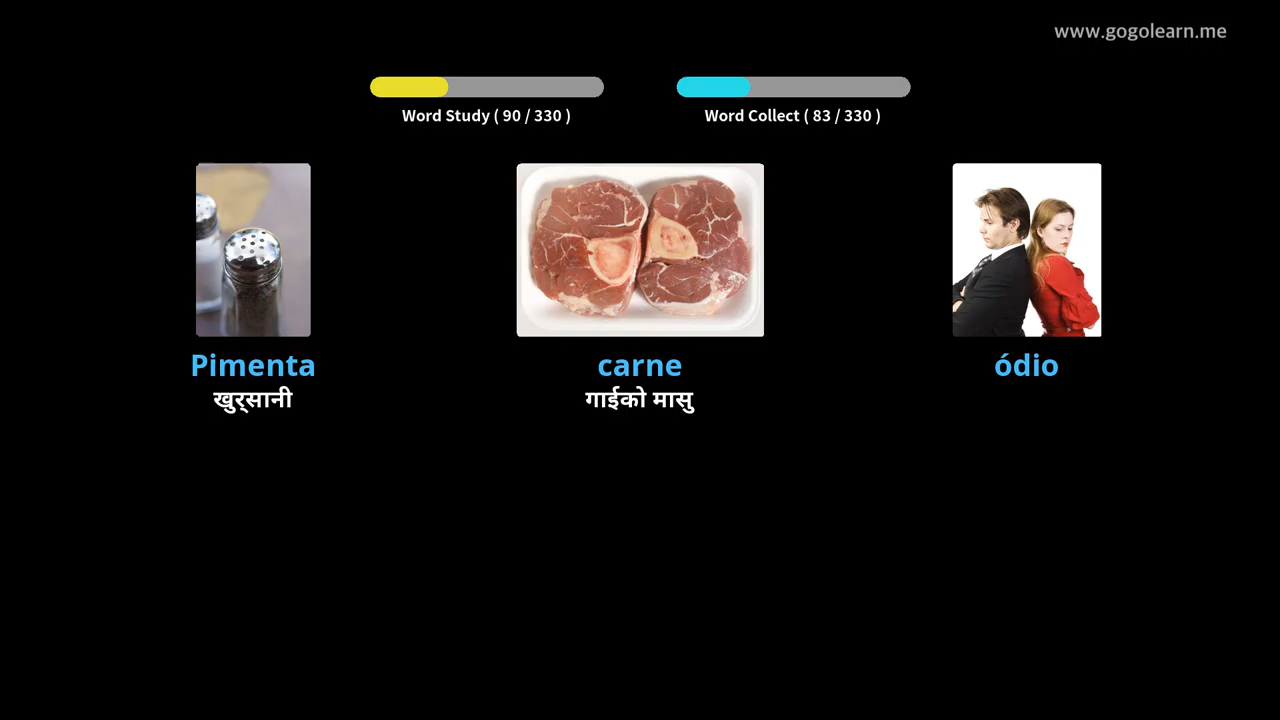 www.gogolearn.me
Word Study ( 90 / 330 )
Word Collect ( 83 / 330 )
Pimenta
खुर्सानी
carne
गाईको मासु
ódio